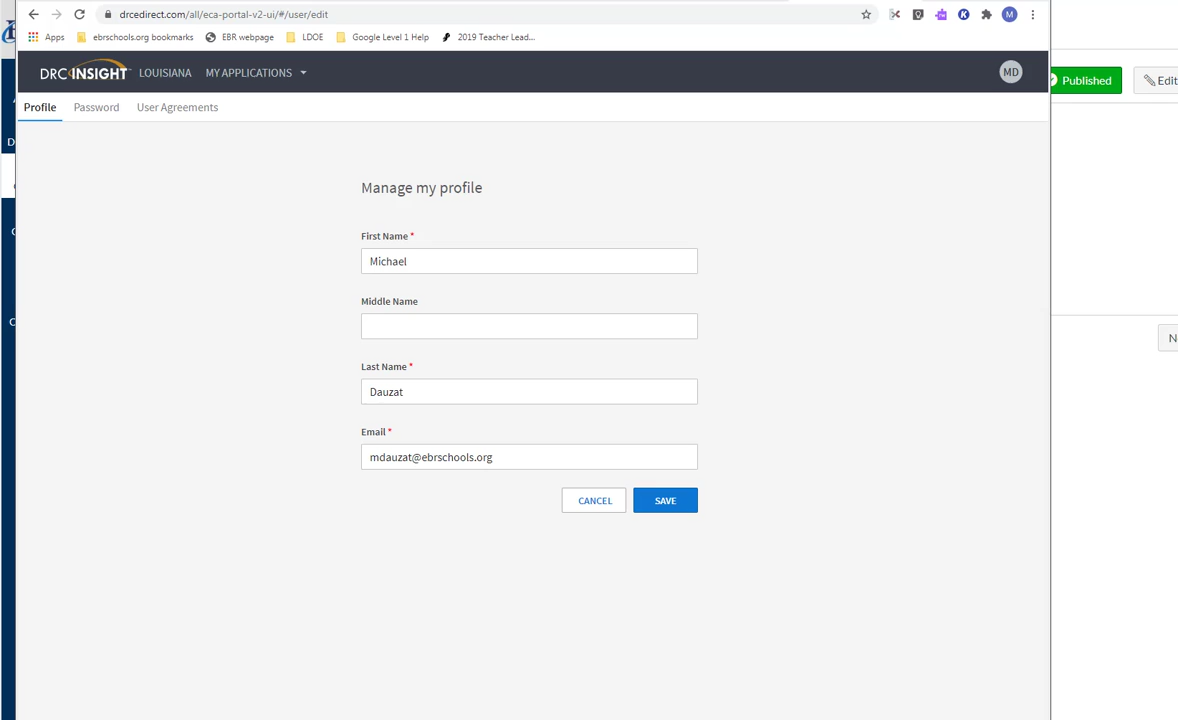 drcedirect.com/all/eca-portal-v2-ui/#/user/edit
M
Apps
ebrschools.org bookmarks
EBR webpage
LDOE
Google Level 1 Help
2019 Teacher Lead...
DRC INSIGHT
LOUISIANA
MY APPLICATIONS
MD
Published
Edit
Profile
Password
User Agreements
Manage my profile
First Name *
Michael
Middle Name
Last Name *
Dauzat
Email *
mdauzat@ebrschools.org
CANCEL
SAVE